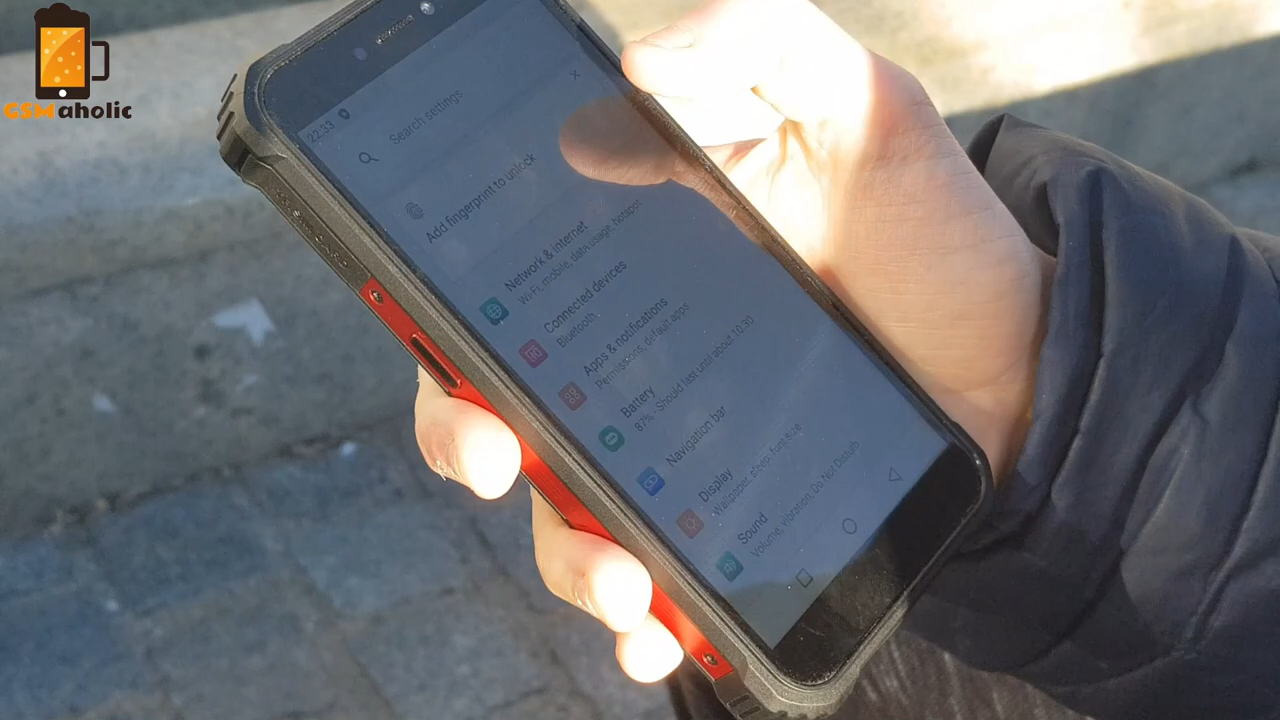 GSMaholic
22:33
Search settings
Add fingerprint to unlock
Network & internet
Wi-Fi, mobile, data usage, hotspot
Connected devices
Bluetooth
Apps & notifications
Permissions, default apps
Battery
87% - Should last until about 10:30
Navigation bar
Display
Wallpaper, sleep, font size
Sound
Volume, vibration, Do Not Disturb